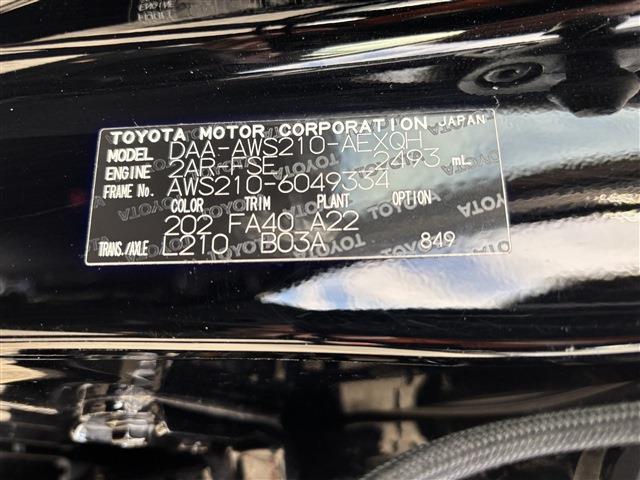 TOYOTA MOTOR CORPORATION JAPAN
MODEL DAA-AWS210-AEXQH
ENGINE 2AR-FSE 2493 mL
FRAME No. AWS210-6049334
COLOR TRIM PLANT OPTION
202 FA40 A22
TRANS./AXLE L210 B03A 849